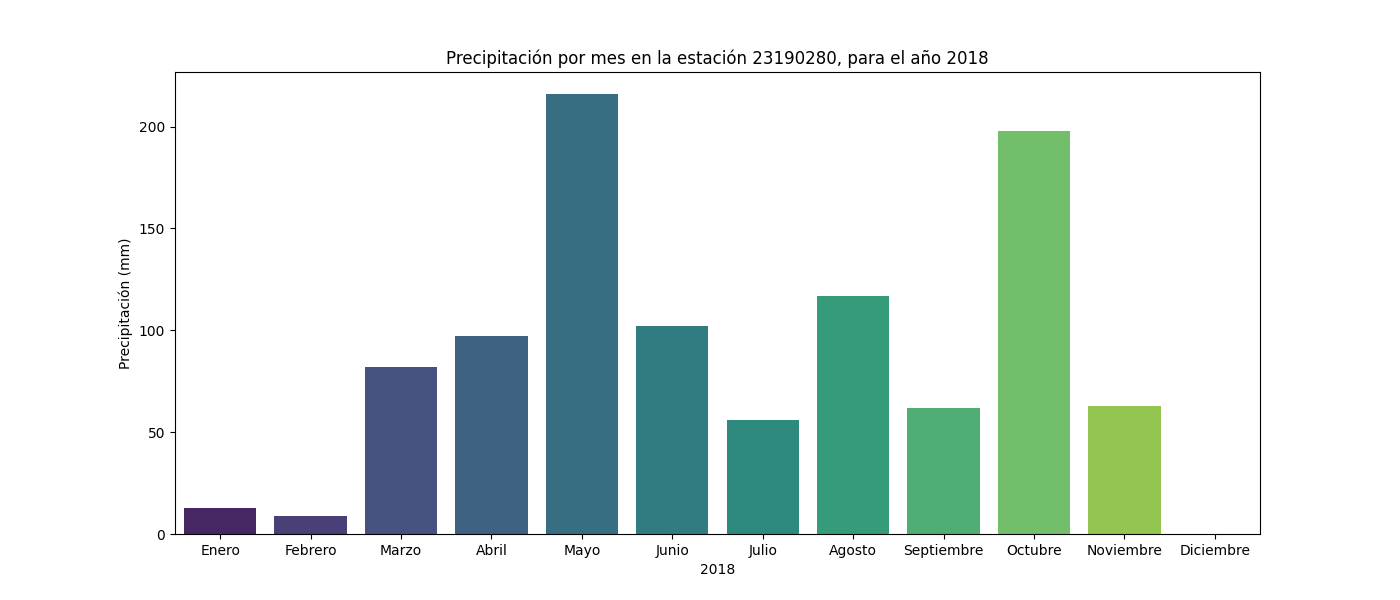 Precipitación por mes en la estación 23190280, para el año 2018
Precipitación (mm)
200
150
100
50
0
Enero Febrero Marzo Abril Mayo Junio Julio Agosto Septiembre Octubre Noviembre Diciembre
2018